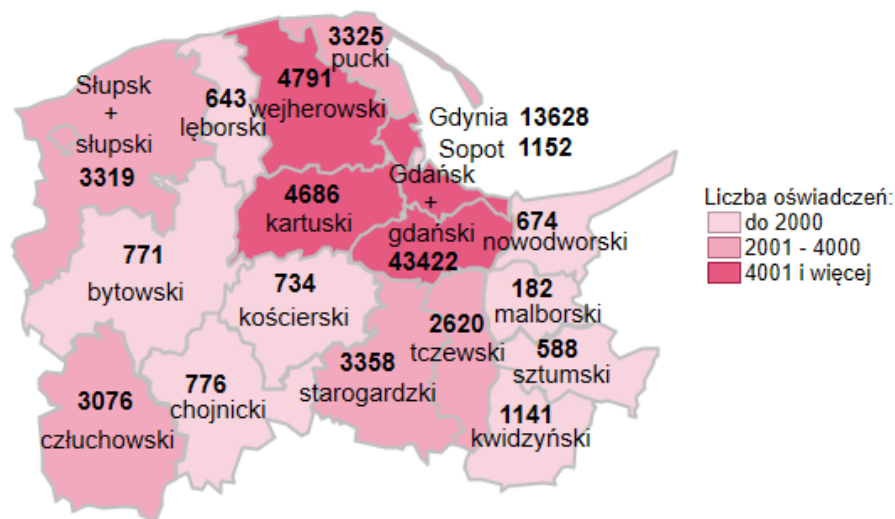 3325
pucki
4791
wejherowski
Słupsk
+
słupski
3319
643
lęborski
Gdynia 13628
Sopot 1152
Gdańsk
+
gdański
43422
4686
kartuski
674
nowodworski
Liczba oświadczeń:
do 2000
2001 - 4000
4001 i więcej
771
bytowski
734
kościerski
182
malborski
2620
tczewski
588
sztumski
3358
starogardzki
776
chojnicki
3076
człuchowski
1141
kwidzyński